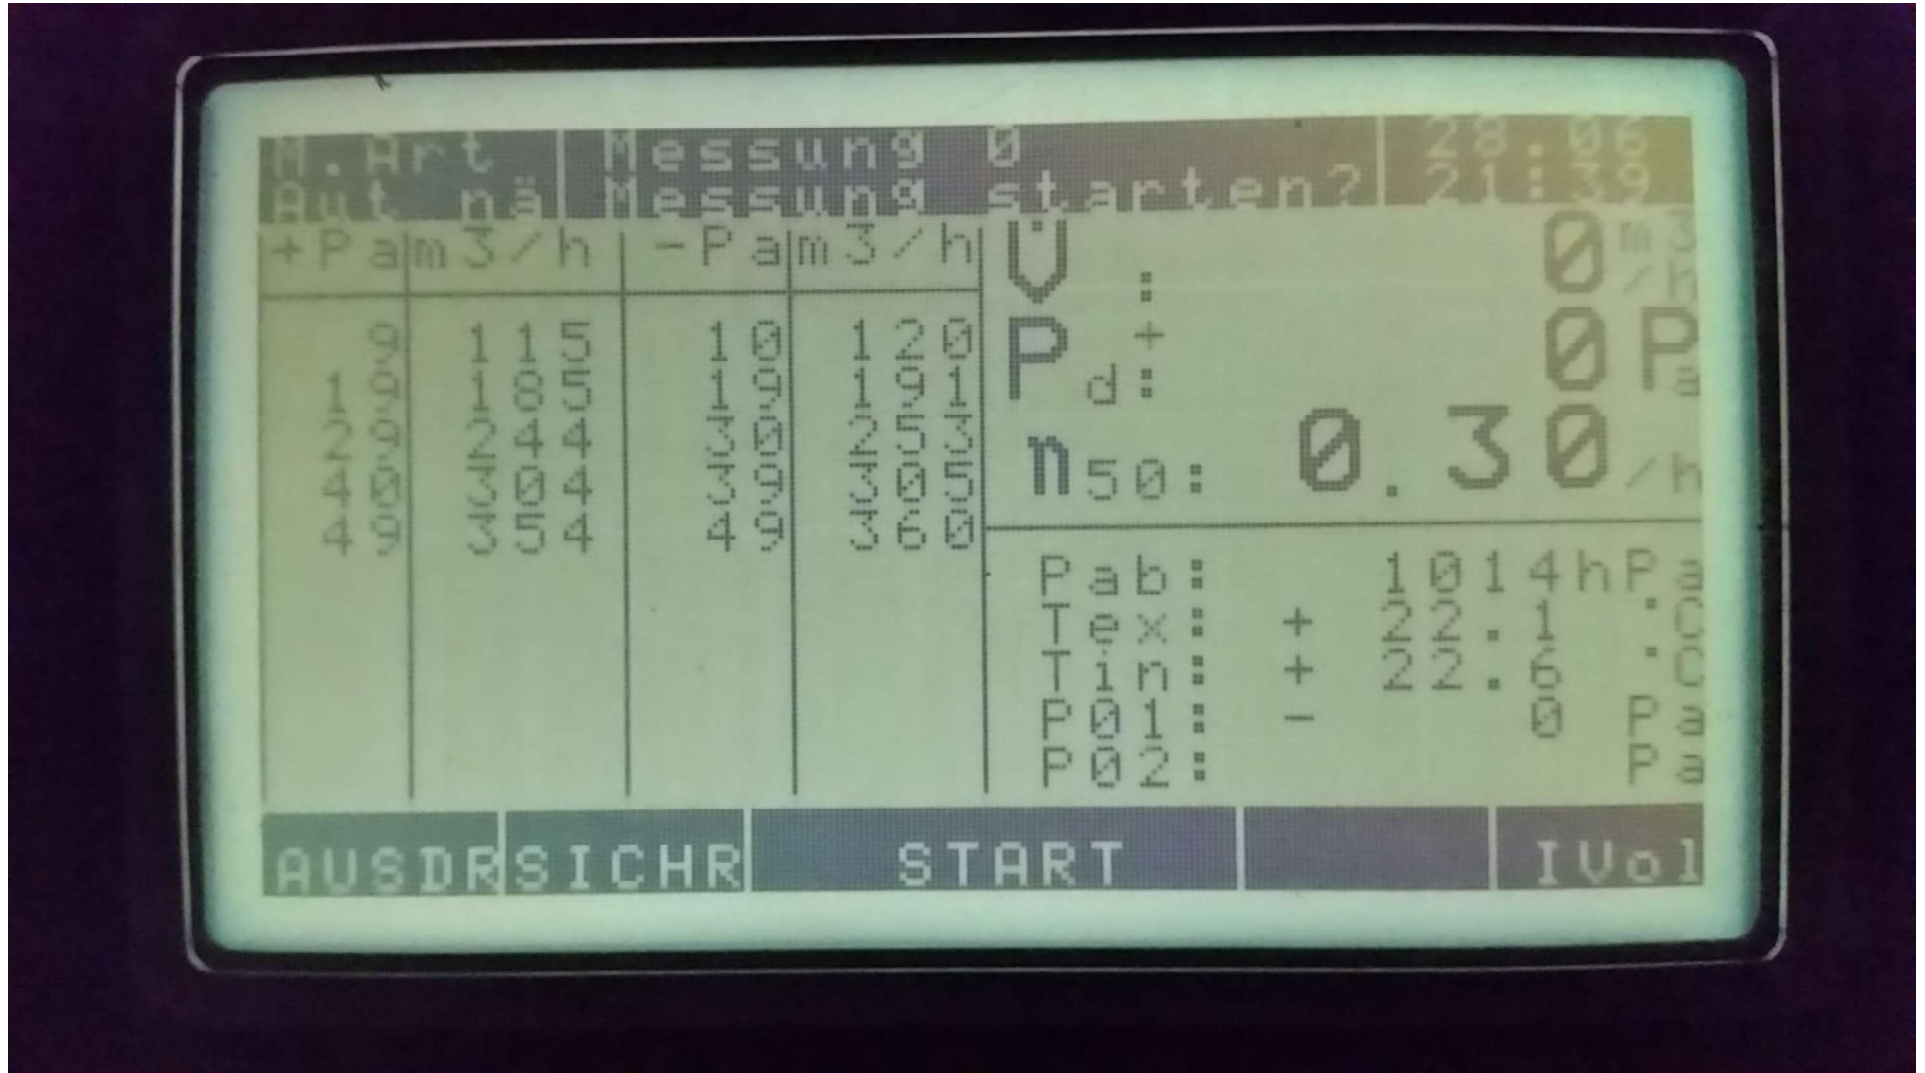 M.Art Messung 0 28.06
Aut nä Messung starten? 21:39
+Pa m3/h -Pa m3/h
9 115 10 120
19 185 19 191
29 244 30 253
40 304 39 305
49 354 49 360
V̇ : 0 m3/h
Pd+: 0 Pa
n50: 0.30 /h
Pab: 1014hPa
Tex: + 22.1 °C
Tin: + 22.6 °C
P01: - 0 Pa
P02: Pa
AUSDR SICHR START IVol